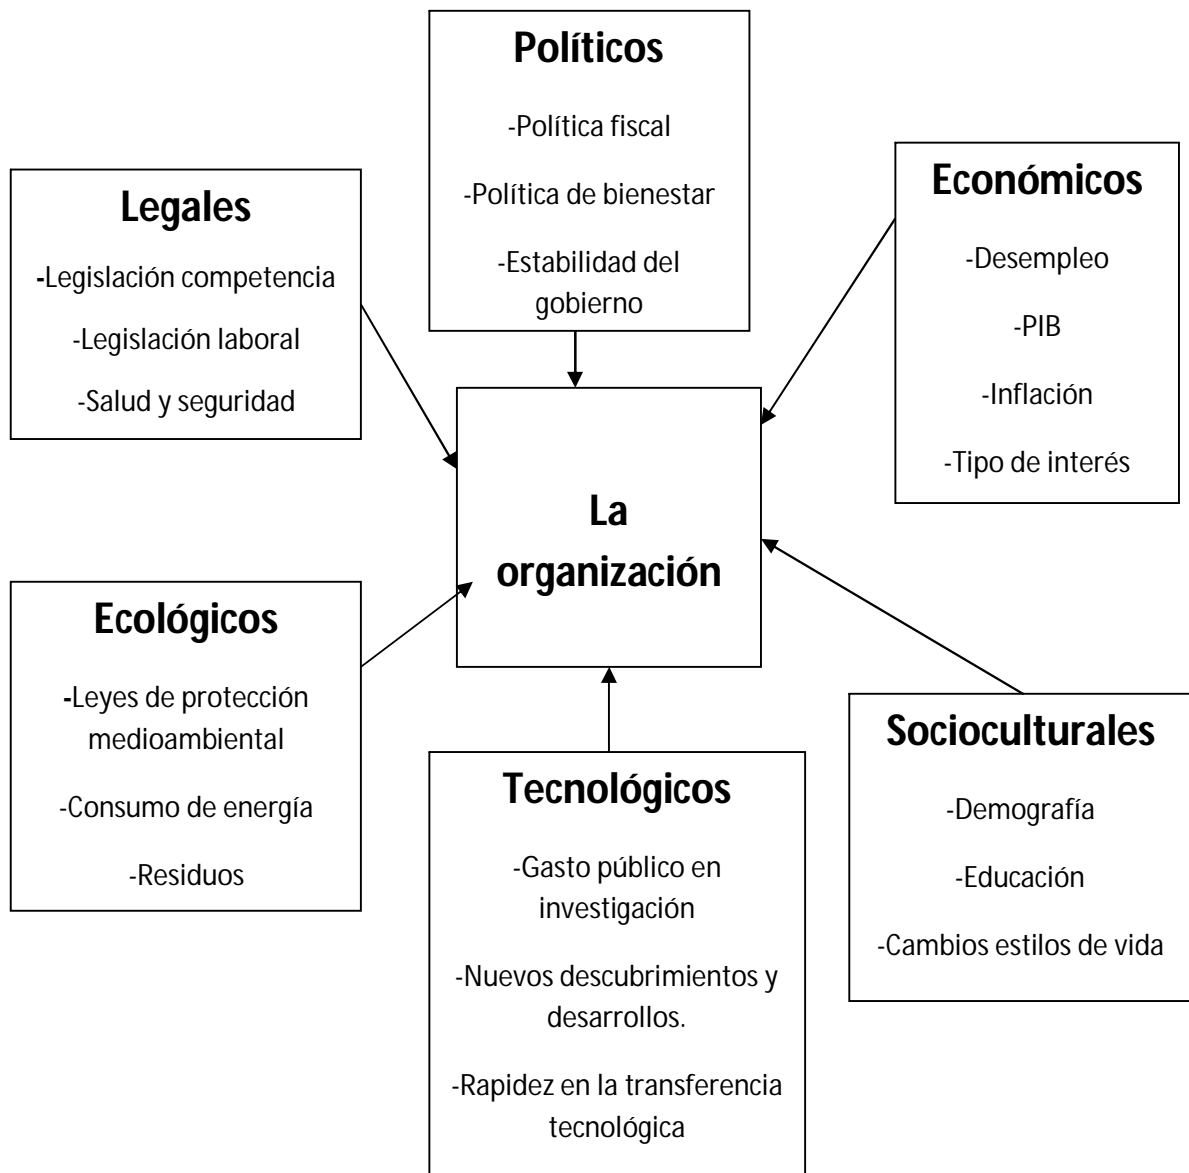 Políticos
-Política fiscal
-Política de bienestar
-Estabilidad del
gobierno
Legales
-Legislación competencia
-Legislación laboral
-Salud y seguridad
Económicos
-Desempleo
-PIB
-Inflación
-Tipo de interés
La
organización
Ecológicos
-Leyes de protección
medioambiental
-Consumo de energía
-Residuos
Tecnológicos
-Gasto público en
investigación
-Nuevos descubrimientos y
desarrollos.
-Rapidez en la transferencia
tecnológica
Socioculturales
-Demografía
-Educación
-Cambios estilos de vida